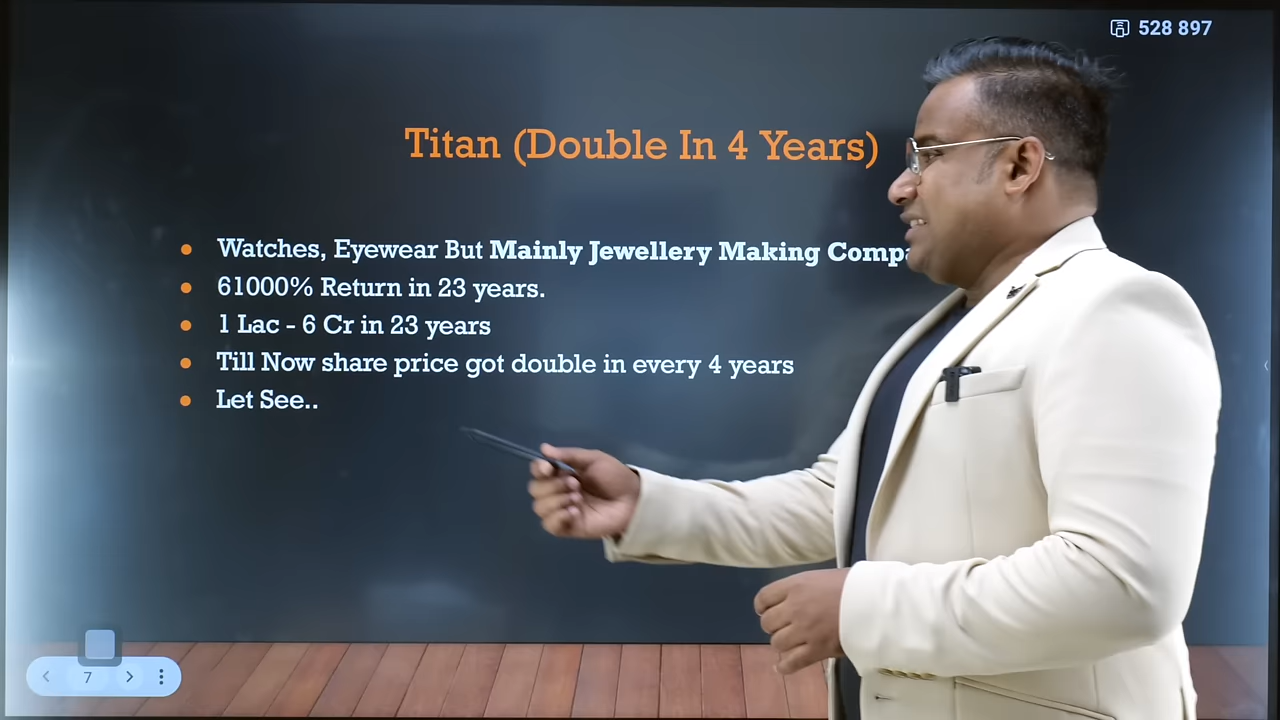 528 897
Titan (Double In 4 Years)
Watches, Eyewear But Mainly Jewellery Making
61000% Return in 23 years.
1 Lac - 6 Cr in 23 years
Till Now share price got double in every 4 years
Let See..
7